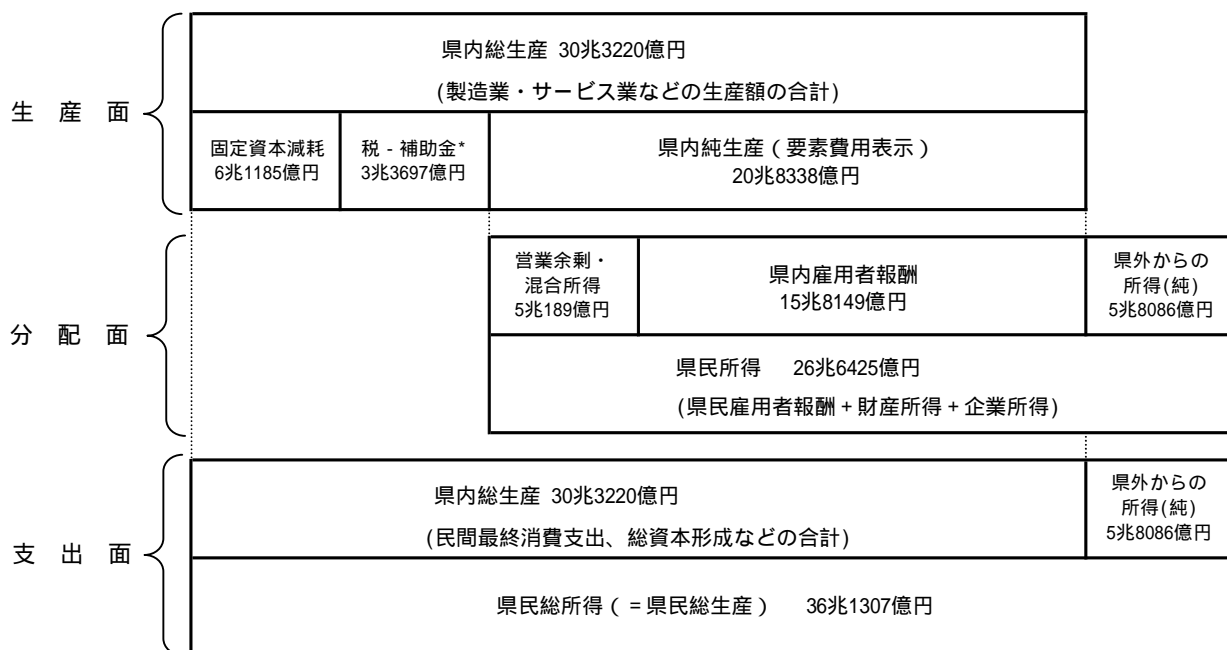 県内総生産 30兆3220億円
(製造業・サービス業などの生産額の合計)
生 産 面
固定資本減耗
6兆1185億円
税 - 補助金*
3兆3697億円
県内純生産（要素費用表示）
20兆8338億円
営業余剰・
混合所得
5兆189億円
県内雇用者報酬
15兆8149億円
県外からの
所得(純)
5兆8086億円
分 配 面
県民所得 26兆6425億円
(県民雇用者報酬＋財産所得＋企業所得)
県内総生産 30兆3220億円
(民間最終消費支出、総資本形成などの合計)
県外からの
所得(純)
5兆8086億円
支 出 面
県民総所得（＝県民総生産） 36兆1307億円